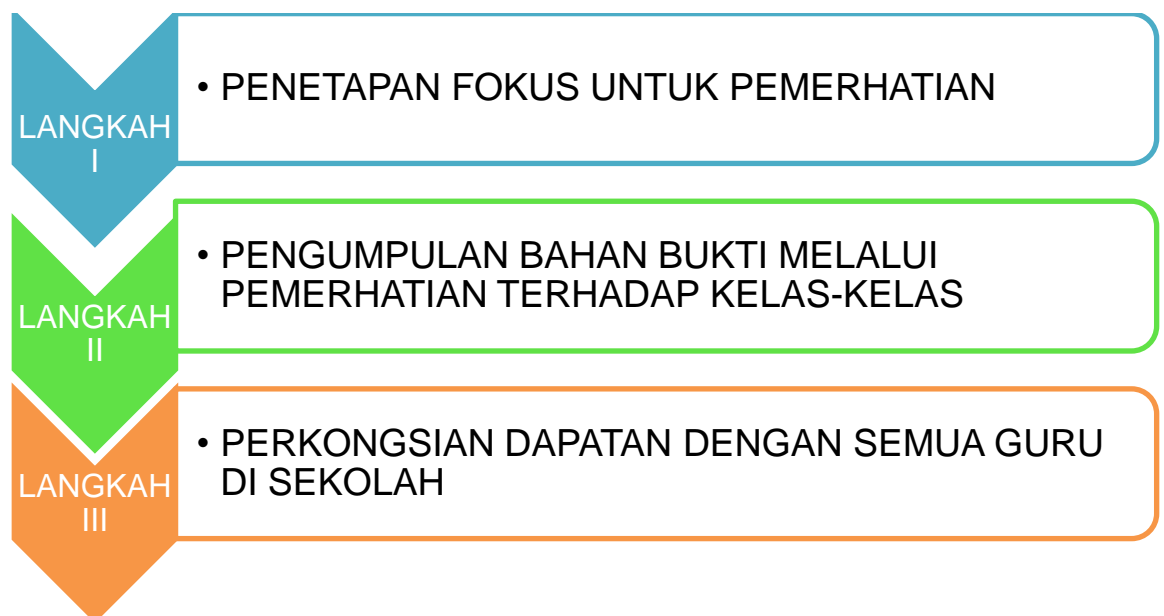 LANGKAH
I
• PENETAPAN FOKUS UNTUK PEMERHATIAN
LANGKAH
II
• PENGUMPULAN BAHAN BUKTI MELALUI
PEMERHATIAN TERHADAP KELAS-KELAS
LANGKAH
III
• PERKONGSIAN DAPATAN DENGAN SEMUA GURU
DI SEKOLAH